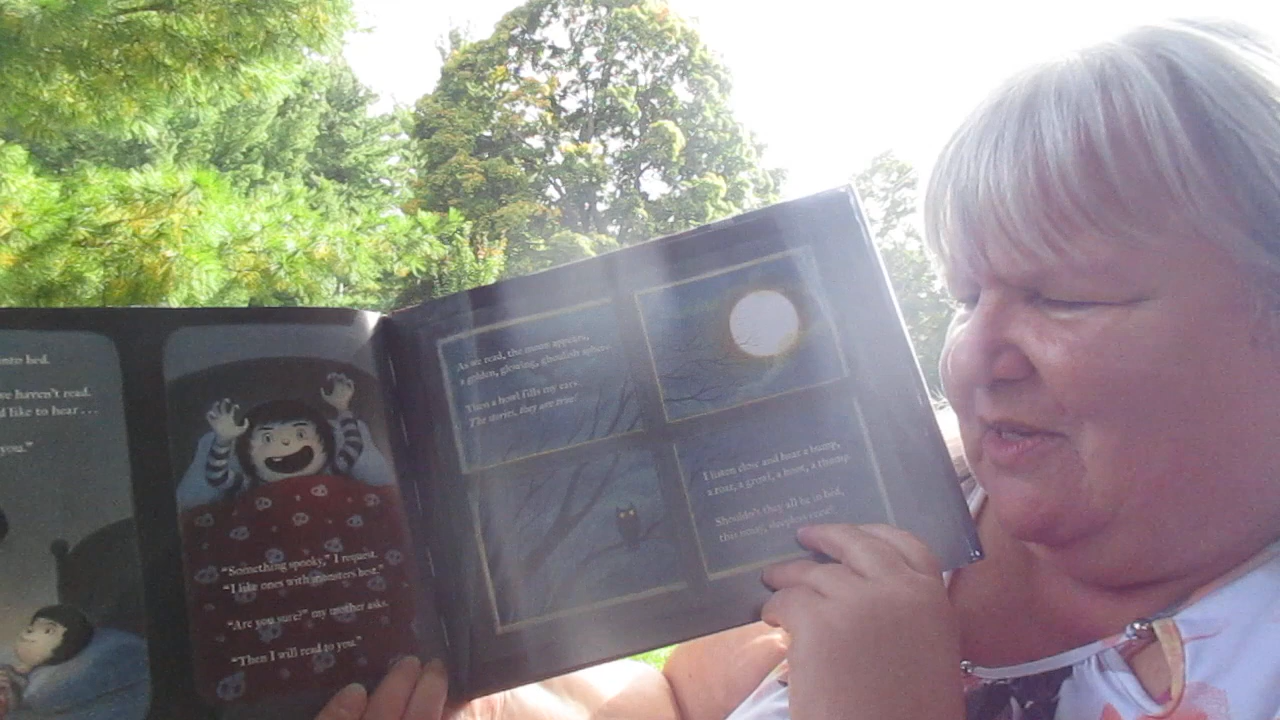 into bed.
we haven't read.
like to hear...
you."
"Something spooky," I request.
"I like ones with monsters best."
"Are you sure?" my mother asks.
"Then I will read to you."
As we read, the moon appears,
a golden, glowing, ghoulish sphere.
Then a howl fills my ears.
The stories, they are true!
I listen close and hear a bump,
a roar, a growl, a hoot, a thump.
Shouldn't they all be in bed,
this noisy, sleepless crew?